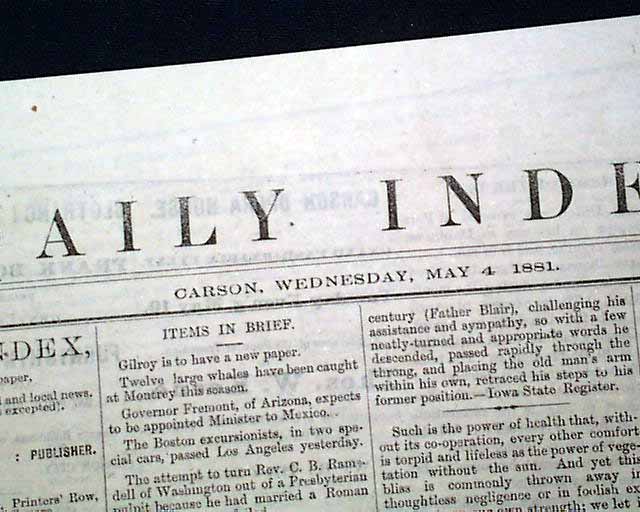 AILY INDE
CARSON, WEDNESDAY, MAY 4 1881.
NDEX,
paper,
l and local news.
excepted).
: PUBLISHER.
Printers' Row,
ITEMS IN BRIEF.
Gilroy is to have a new paper.
Twelve large whales have been caught
at Montrey this season.
Governor Fremont, of Arizona, expects
to be appointed Minister to Mexico.
The Boston excursionists, in two spe-
cial cars, passed Los Angeles yesterday.
The attempt to turn Rev. C. B. Rams-
dell of Washington out of a Presbyterian
pulpit because he had married a Roman
century (Father Blair), challenging his
assistance and sympathy, so with a few
neatly-turned and appropriate words he
descended, passed rapidly through the
throng, and placing the old man's arm
within his own, retraced his steps to his
former position.—Iowa State Register.
Such is the power of health that, with-
out its co-operation, every other comfort
is torpid and lifeless as the power of vege-
tation without the sun. And yet this
bliss is commonly thrown away in
thoughtless negligence or in foolish ex
own strength; we let